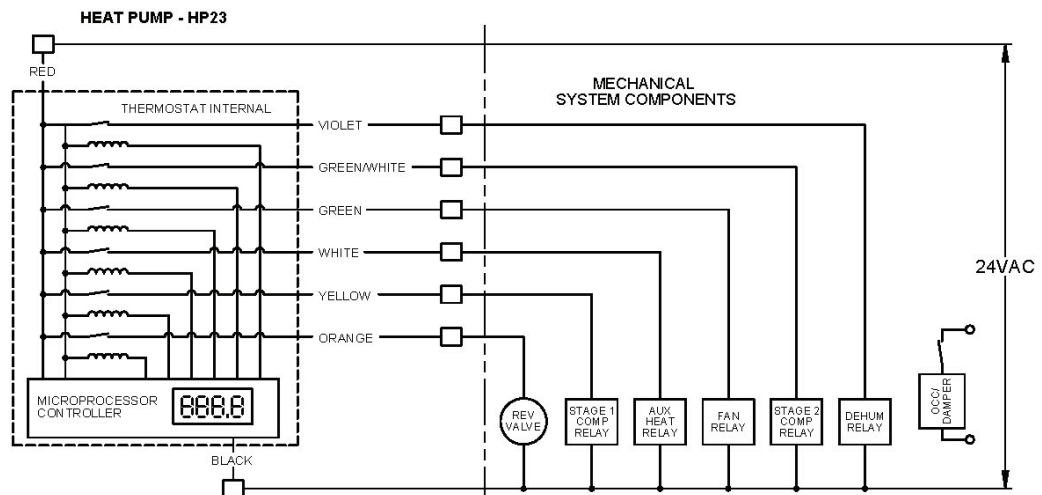 HEAT PUMP - HP23
RED
THERMOSTAT INTERNAL
MECHANICAL
SYSTEM COMPONENTS
VIOLET
GREEN/WHITE
GREEN
WHITE
YELLOW
ORANGE
24VAC
MICROPROCESSOR
CONTROLLER
888.8
REV
VALVE
STAGE 1
COMP
RELAY
AUX
HEAT
RELAY
FAN
RELAY
STAGE 2
COMP
RELAY
DEHUM
RELAY
OCC/
DAMPER
BLACK